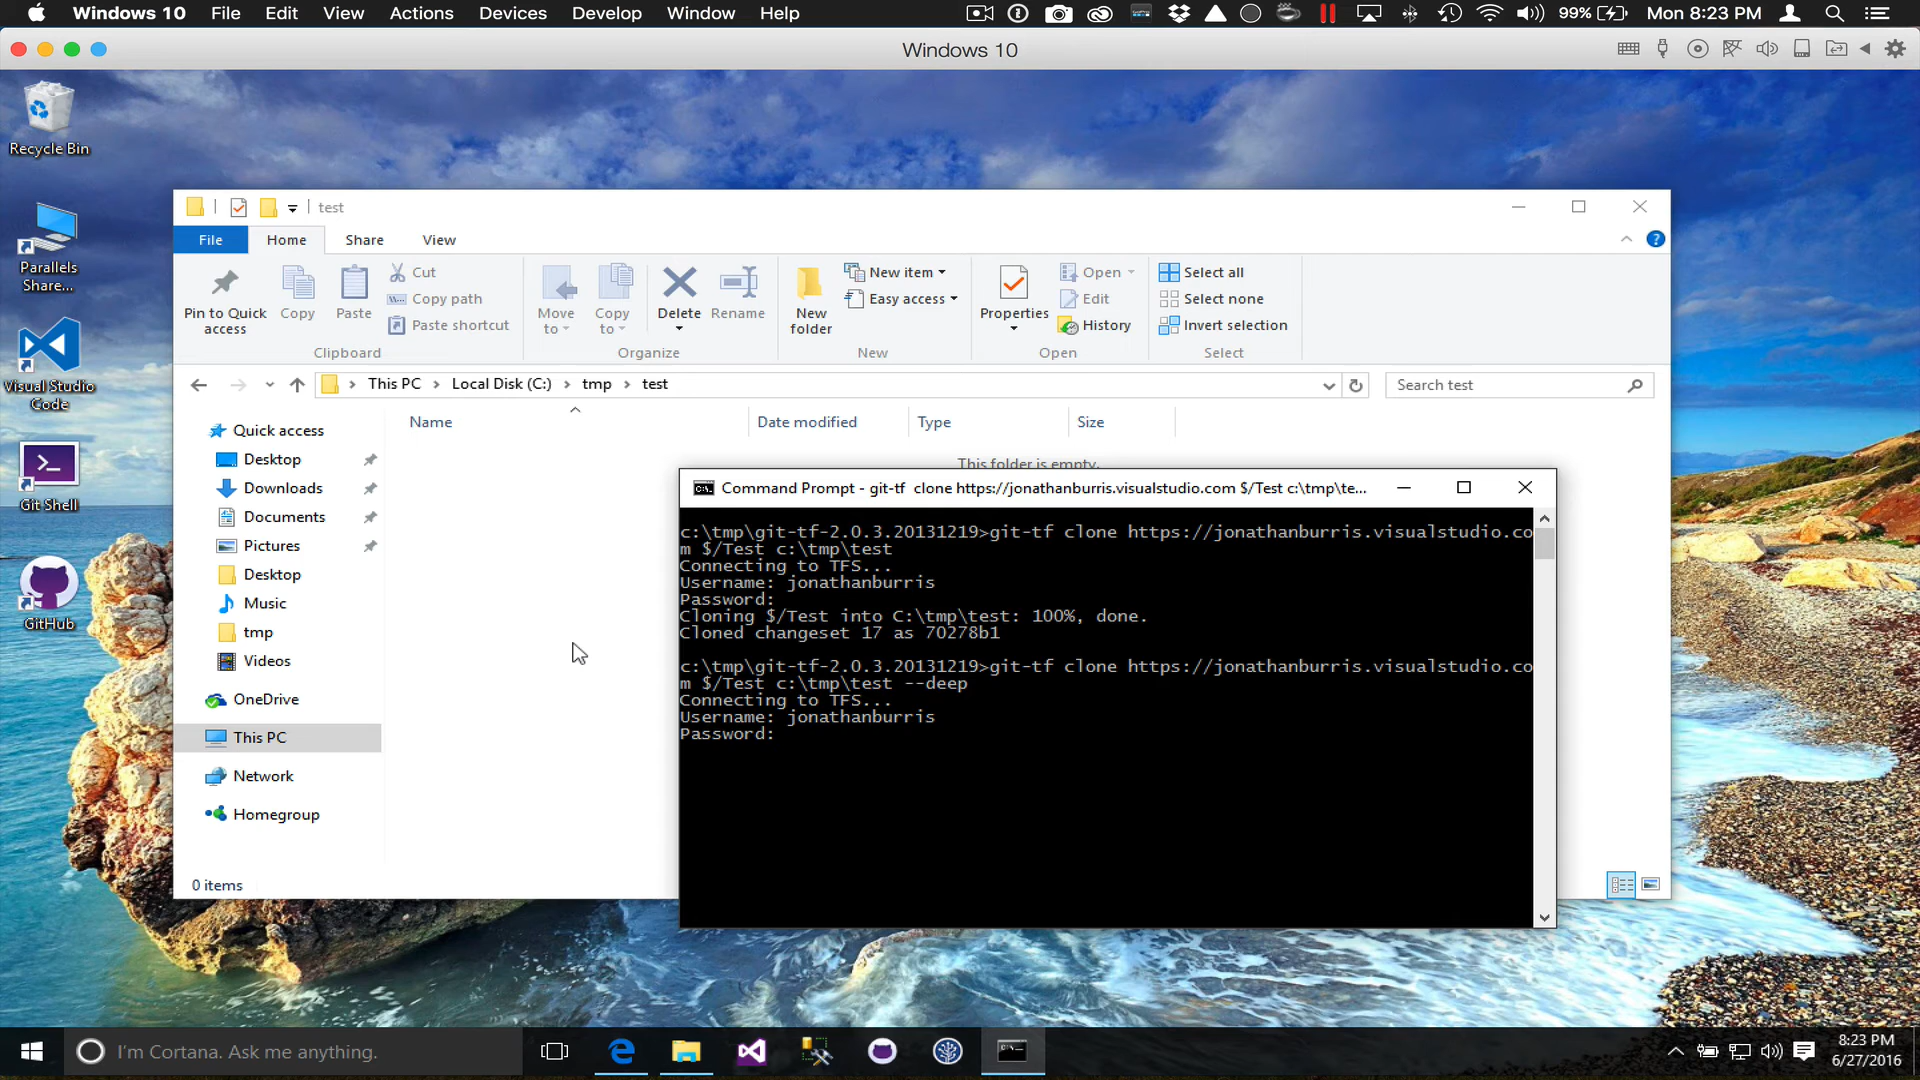 Windows 10 File Edit View Actions Devices Develop Window Help 99% Mon 8:23 PM
Windows 10
Recycle Bin
Parallels
Share...
Visual Studio
Code
Git Shell
GitHub
test
File Home Share View
Pin to Quick
access
Copy
Paste
Cut
Copy path
Paste shortcut
Clipboard
Move
to
Copy
to
Delete
Rename
Organize
New
folder
New item
Easy access
New
Properties
Open
Edit
History
Open
Select all
Select none
Invert selection
Select
This PC Local Disk (C:) tmp test
Search test
Name Date modified Type Size
This folder is empty.
Quick access
Desktop
Downloads
Documents
Pictures
Desktop
Music
tmp
Videos
OneDrive
This PC
Network
Homegroup
0 items
Command Prompt - git-tf clone https://jonathanburris.visualstudio.com $/Test c:\tmp\te...
c:\tmp\git-tf-2.0.3.20131219>git-tf clone https://jonathanburris.visualstudio.co
m $/Test c:\tmp\test
Connecting to TFS...
Username: jonathanburris
Password:
Cloning $/Test into C:\tmp\test: 100%, done.
Cloned changeset 17 as 70278b1
c:\tmp\git-tf-2.0.3.20131219>git-tf clone https://jonathanburris.visualstudio.co
m $/Test c:\tmp\test --deep
Connecting to TFS...
Username: jonathanburris
Password:
I'm Cortana. Ask me anything.
8:23 PM
6/27/2016